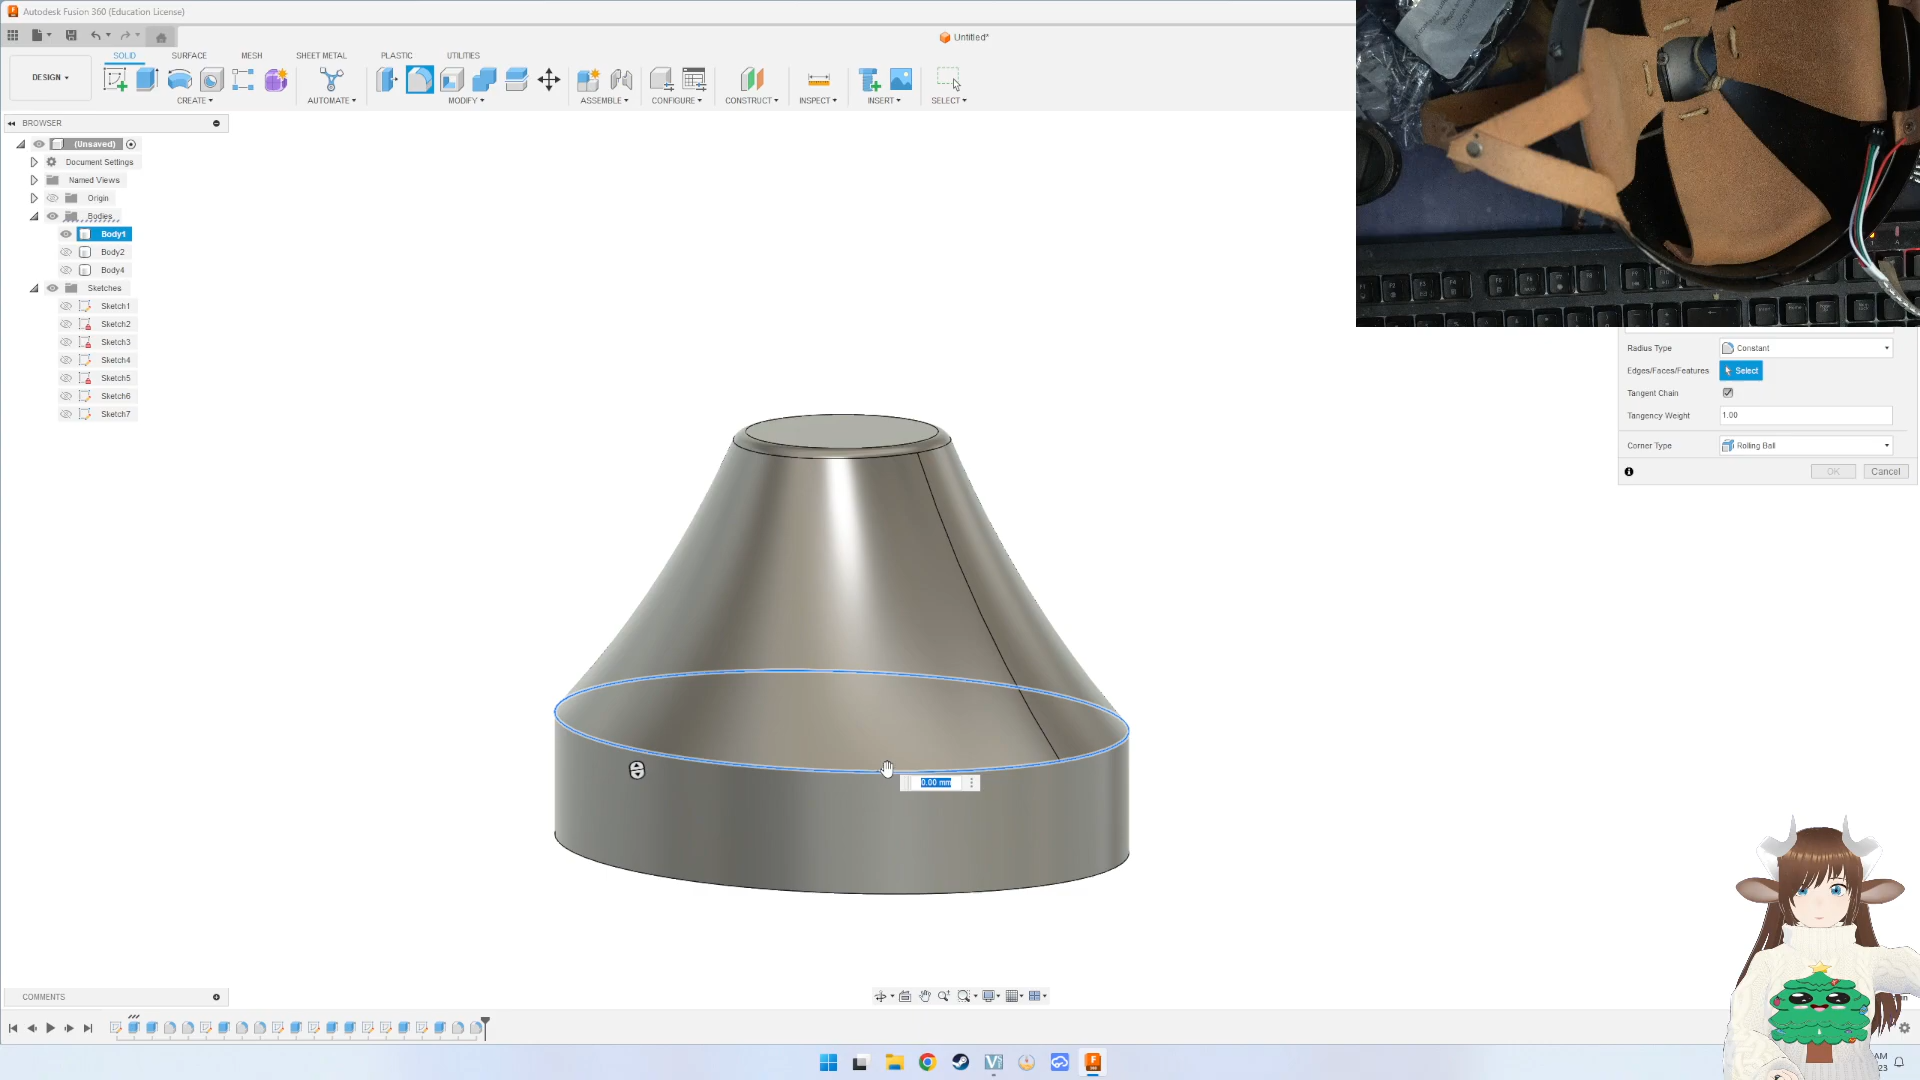 Autodesk Fusion 360 (Education License)
Untitled*
DESIGN
SOLID
SURFACE
MESH
SHEET METAL
PLASTIC
UTILITIES
CREATE
AUTOMATE
MODIFY
ASSEMBLE
CONFIGURE
CONSTRUCT
INSPECT
INSERT
SELECT
BROWSER
(Unsaved)
Document Settings
Named Views
Origin
Bodies
Body1
Body2
Body4
Sketches
Sketch1
Sketch2
Sketch3
Sketch4
Sketch5
Sketch6
Sketch7
Radius Type
Constant
Edges/Faces/Features
Select
Tangent Chain
Tangency Weight
1.00
Corner Type
Rolling Ball
OK
Cancel
0.00 mm
COMMENTS
AM
23